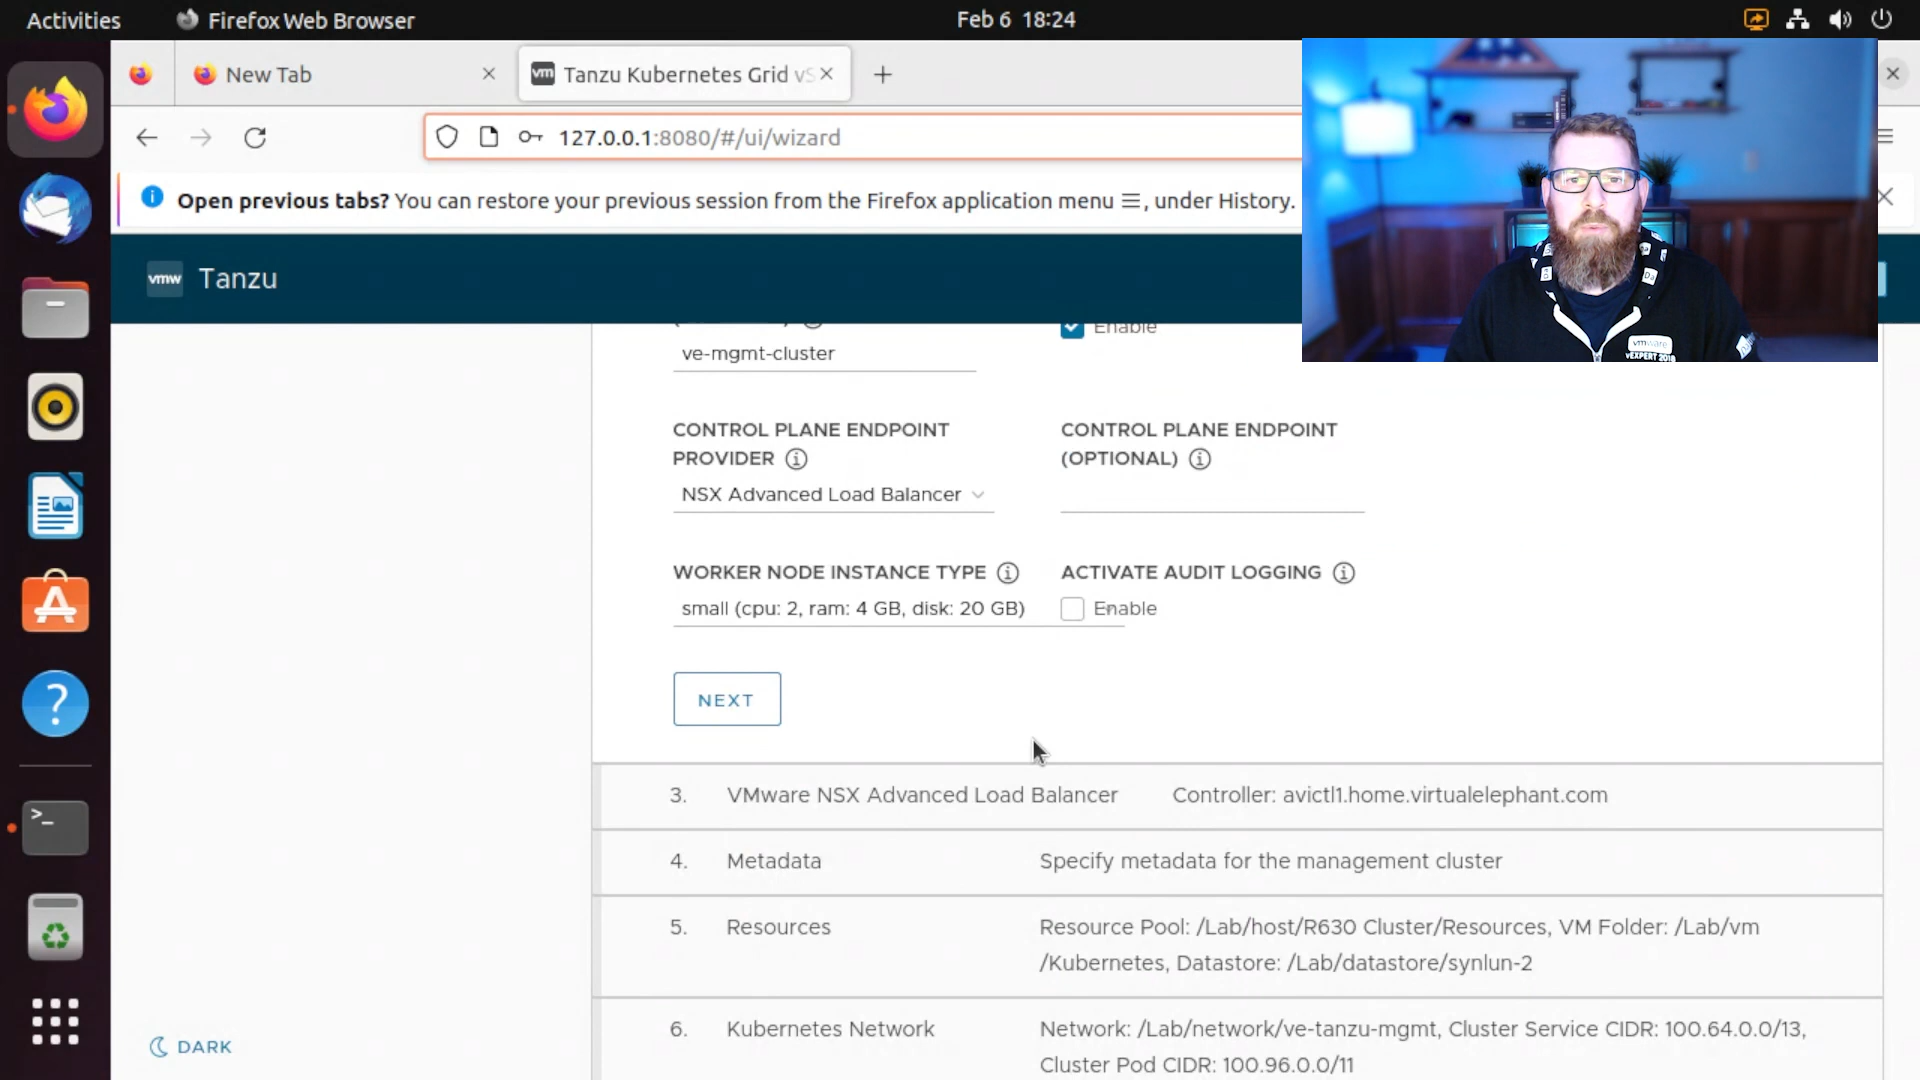 Activities
Firefox Web Browser
Feb 6 18:24
New Tab
vm
Tanzu Kubernetes Grid vS
127.0.0.1:8080/#/ui/wizard
Open previous tabs? You can restore your previous session from the Firefox application menu ☰, under History.
vmw Tanzu
Enable
ve-mgmt-cluster
CONTROL PLANE ENDPOINT
PROVIDER
CONTROL PLANE ENDPOINT
(OPTIONAL)
NSX Advanced Load Balancer
WORKER NODE INSTANCE TYPE
ACTIVATE AUDIT LOGGING
small (cpu: 2, ram: 4 GB, disk: 20 GB)
Enable
NEXT
3. VMware NSX Advanced Load Balancer Controller: avictl1.home.virtualelephant.com
4. Metadata Specify metadata for the management cluster
5. Resources Resource Pool: /Lab/host/R630 Cluster/Resources, VM Folder: /Lab/vm
/Kubernetes, Datastore: /Lab/datastore/synlun-2
6. Kubernetes Network Network: /Lab/network/ve-tanzu-mgmt, Cluster Service CIDR: 100.64.0.0/13,
Cluster Pod CIDR: 100.96.0.0/11
DARK
vmware
vEXPERT 2018